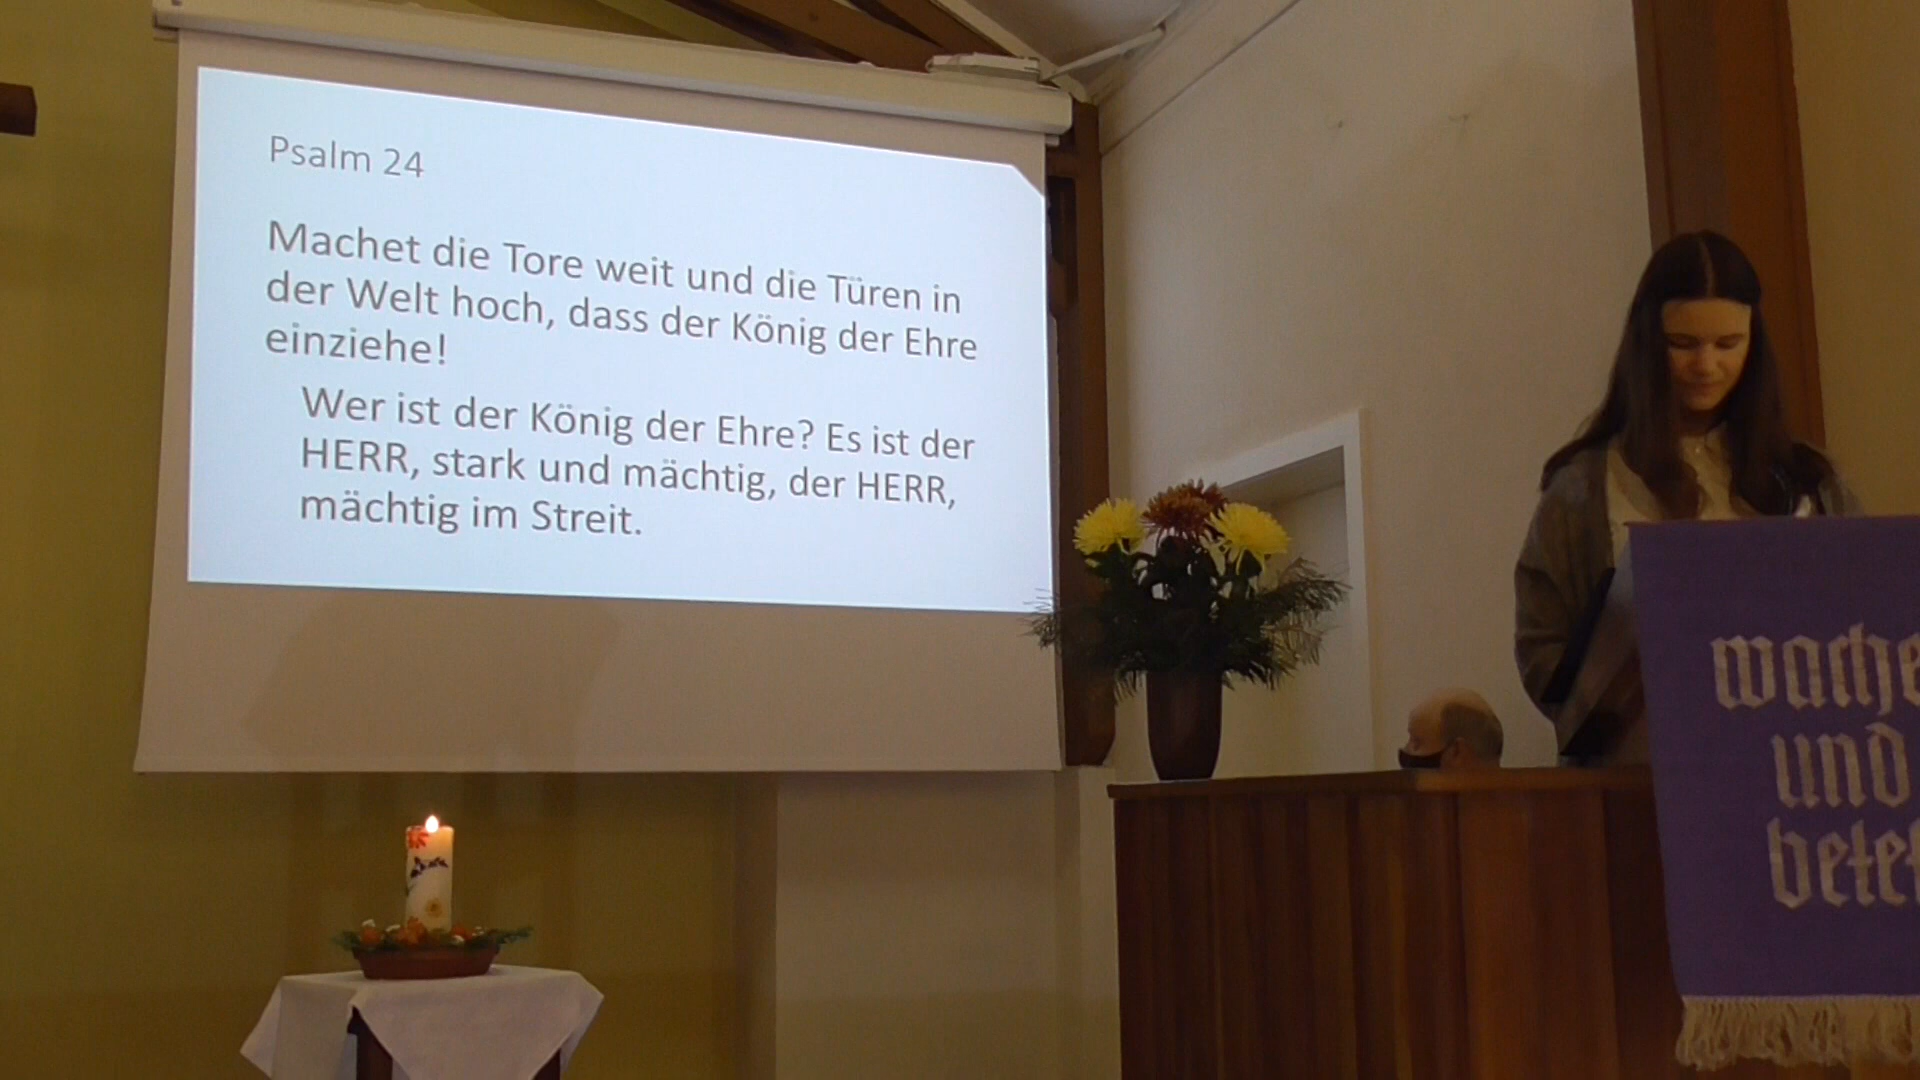 Psalm 24
Machet die Tore weit und die Türen in
der Welt hoch, dass der König der Ehre
einziehe!
Wer ist der König der Ehre? Es ist der
HERR, stark und mächtig, der HERR,
mächtig im Streit.
wache
und
betet